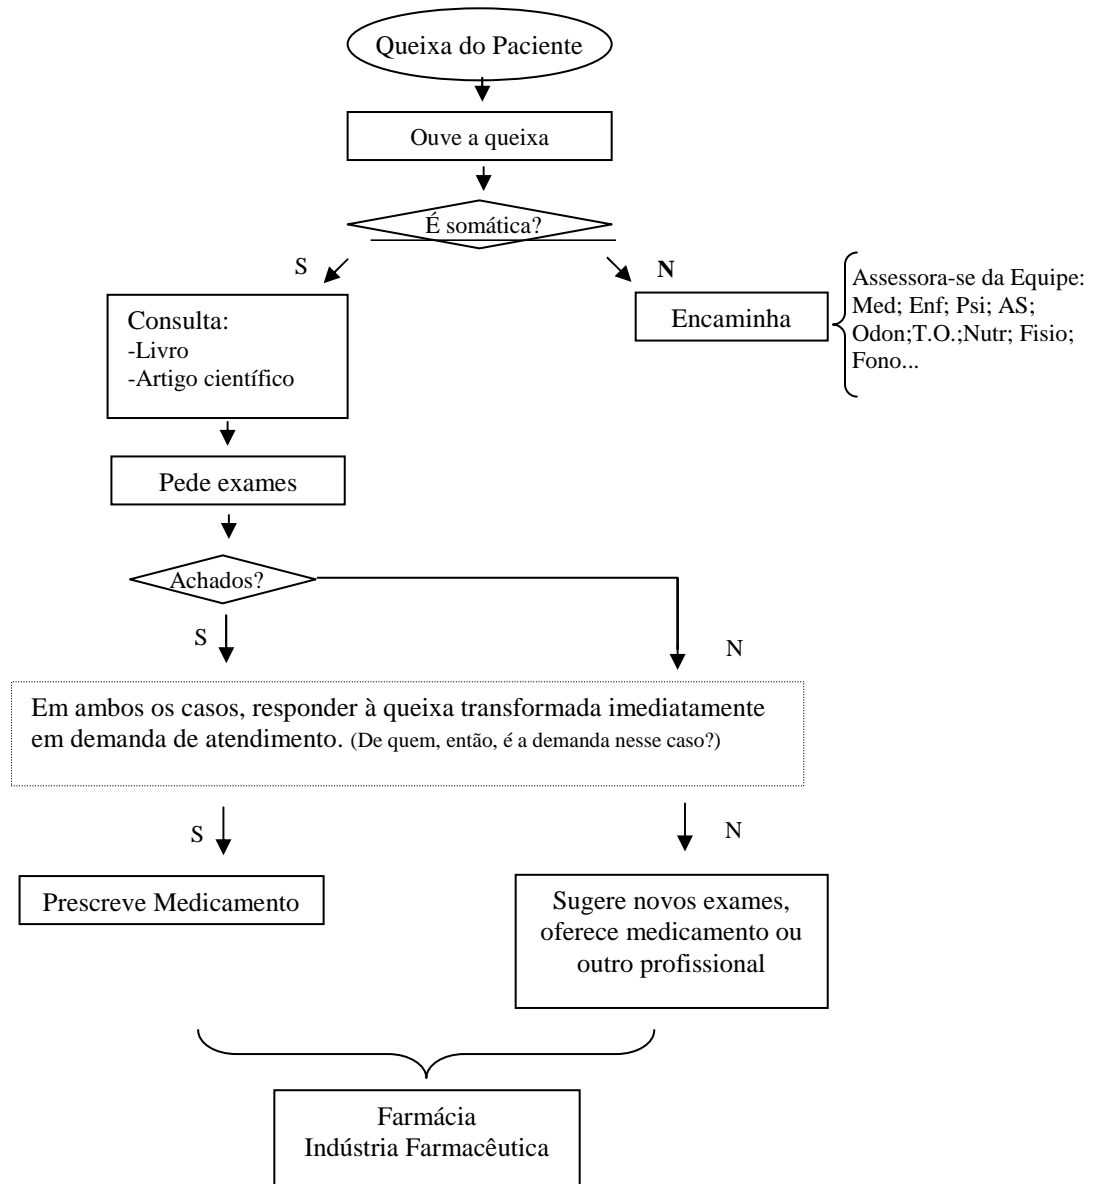 Queixa do Paciente
Ouve a queixa
É somática?
S
N
Consulta:
-Livro
-Artigo científico
Encaminha
Assessora-se da Equipe:
Med; Enf; Psi; AS;
Odon;T.O.;Nutr; Fisio;
Fono...
Pede exames
Achados?
S
N
Em ambos os casos, responder à queixa transformada imediatamente
em demanda de atendimento. (De quem, então, é a demanda nesse caso?)
S
N
Prescreve Medicamento
Sugere novos exames,
oferece medicamento ou
outro profissional
Farmácia
Indústria Farmacêutica